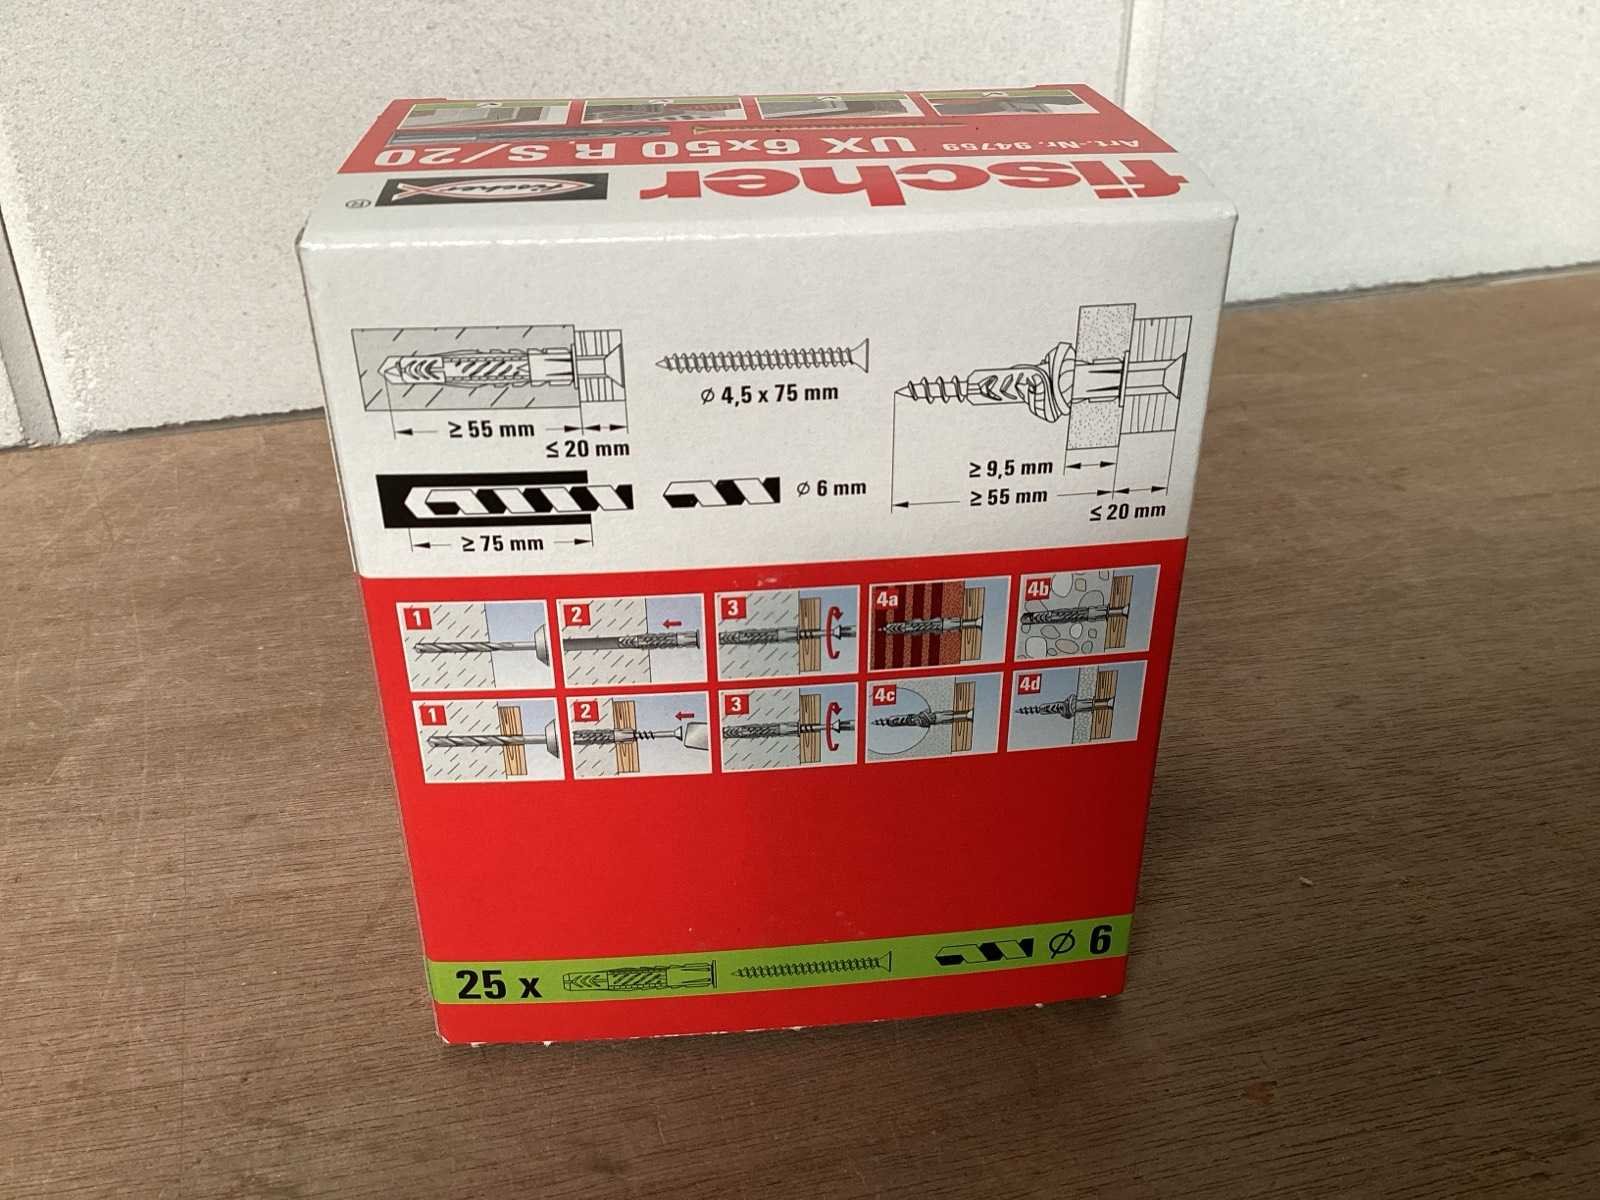 Art.-Nr. 94759 UX 6x50 R S/20
fischer
fischer ®
Ø 4,5 x 75 mm
≥ 55 mm
≤ 20 mm
≥ 9,5 mm
≥ 55 mm
≤ 20 mm
Ø 6 mm
≥ 75 mm
1 2 3 4a 4b
1 2 3 4c 4d
25 x Ø 6